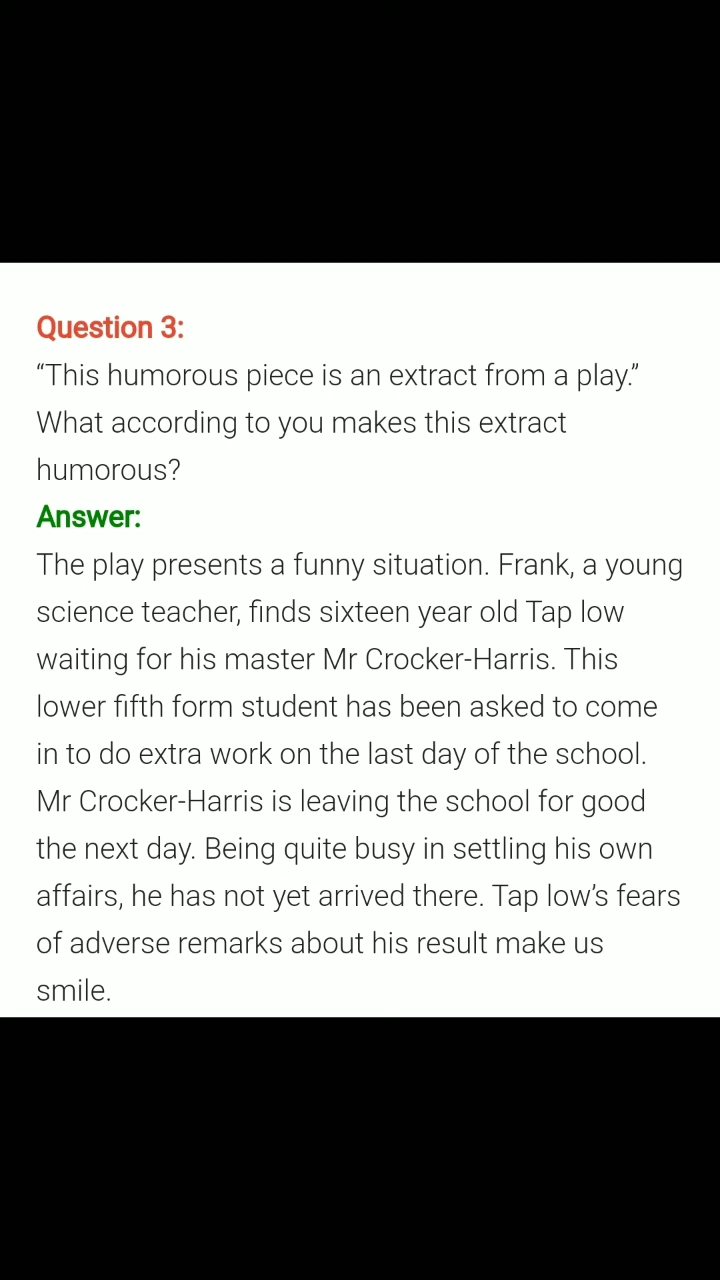 Question 3:
“This humorous piece is an extract from a play.”
What according to you makes this extract
humorous?
Answer:
The play presents a funny situation. Frank, a young
science teacher, finds sixteen year old Tap low
waiting for his master Mr Crocker-Harris. This
lower fifth form student has been asked to come
in to do extra work on the last day of the school.
Mr Crocker-Harris is leaving the school for good
the next day. Being quite busy in settling his own
affairs, he has not yet arrived there. Tap low’s fears
of adverse remarks about his result make us
smile.